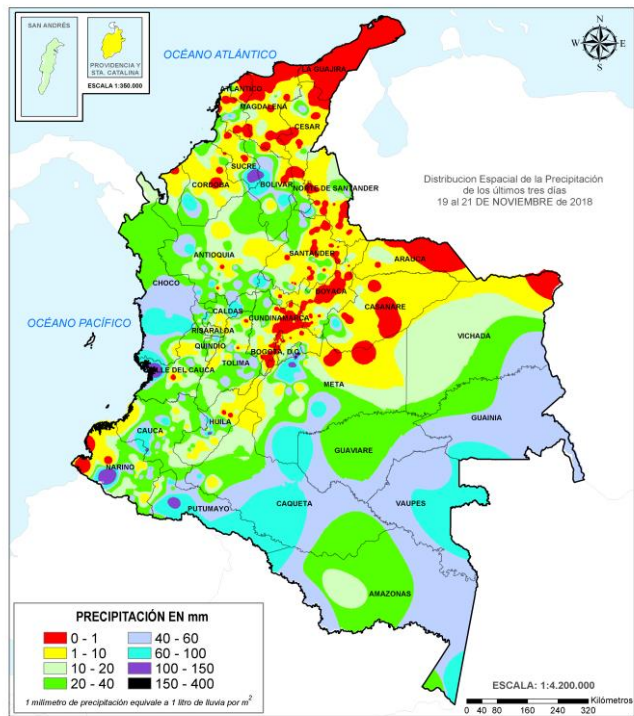 SAN ANDRÉS
PROVIDENCIA Y
STA. CATALINA
ESCALA 1:350.000
OCÉANO ATLÁNTICO
N
W E
S
LA GUAJIRA
ATLANTICO
MAGDALENA
CESAR
SUCRE
CORDOBA
BOLIVAR
NORTE DE SANTANDER
Distribucion Espacial de la Precipitación
de los últimos tres días
19 al 21 DE NOVIEMBRE de 2018
ANTIOQUIA
SANTANDER
ARAUCA
CHOCO
BOYACA
CASANARE
OCÉANO PACÍFICO
CALDAS
CUNDINAMARCA
RISARALDA
VICHADA
QUINDIO
BOGOTA, D.C.
VALLE DEL CAUCA
TOLIMA
META
GUAINIA
CAUCA
HUILA
GUAVIARE
NARIÑO
CAQUETA
VAUPES
PUTUMAYO
AMAZONAS
PRECIPITACIÓN EN mm
0 - 1 40 - 60
1 - 10 60 - 100
10 - 20 100 - 150
20 - 40 150 - 400
1 milímetro de precipitación equivale a 1 litro de lluvia por m²
ESCALA: 1:4.200.000
Kilómetros
0 40 80 160 240 320